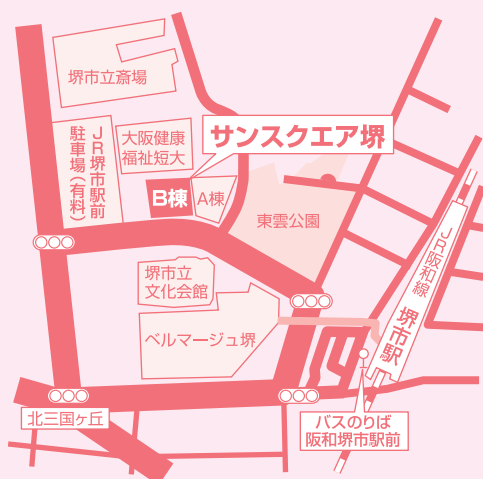 堺市立斎場
JR堺市駅前
駐車場(有料)
大阪健康
福祉短大
サンスクエア堺
B棟
A棟
東雲公園
堺市立
文化会館
ベルマージュ堺
JR阪和線
堺市駅
北三国ヶ丘
バスのりば
阪和堺市駅前